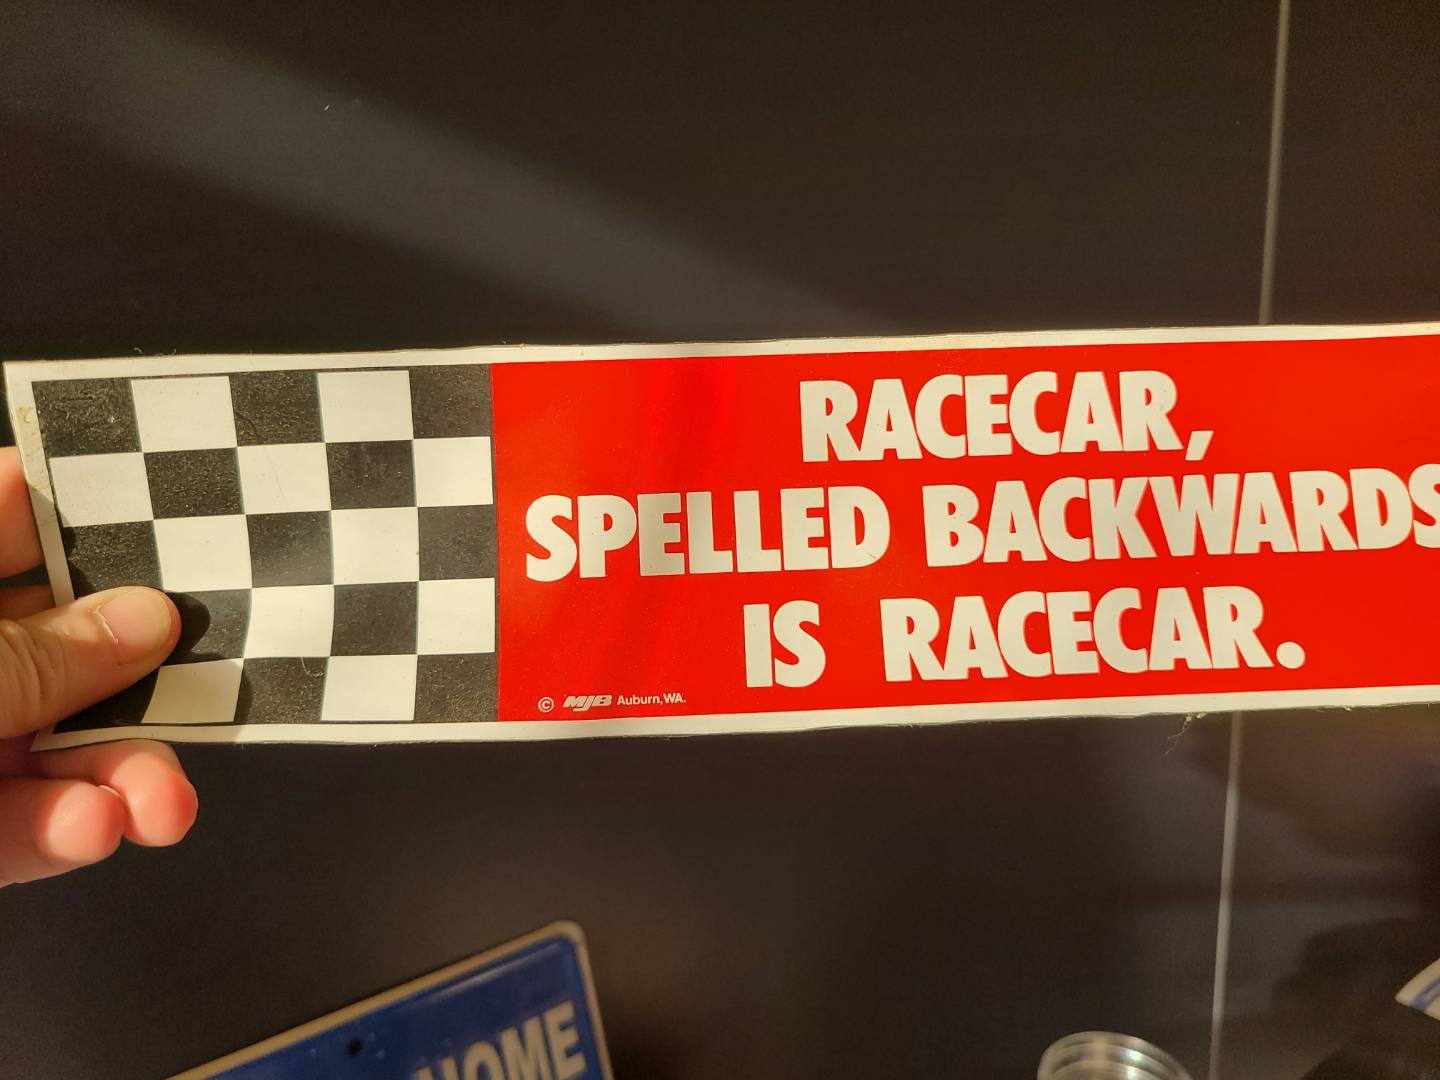 RACECAR,
SPELLED BACKWARDS
IS RACECAR.
© MJB Auburn, WA.
HOME